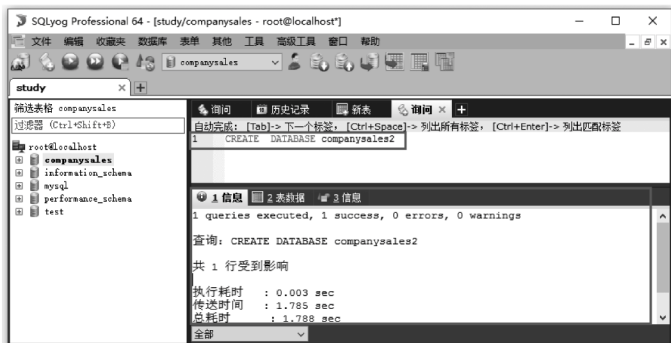 SQLyog Professional 64 - [study/companysales - root@localhost*]
文件 编辑 收藏夹 数据库 表单 其他 工具 高级工具 窗口 帮助
companysales
study
筛选表格 companysales
过滤器 (Ctrl+Shift+B)
root@localhost
companysales
information_schema
mysql
performance_schema
test
询问 历史记录 新表 询问
自动完成: [Tab]-> 下一个标签, [Ctrl+Space]-> 列出所有标签, [Ctrl+Enter]-> 列出匹配标签
1 CREATE DATABASE companysales2
1 信息 2 表数据 3 信息
1 queries executed, 1 success, 0 errors, 0 warnings
查询: CREATE DATABASE companysales2
共 1 行受到影响
执行耗时 : 0.003 sec
传送时间 : 1.785 sec
总耗时 : 1.788 sec
全部